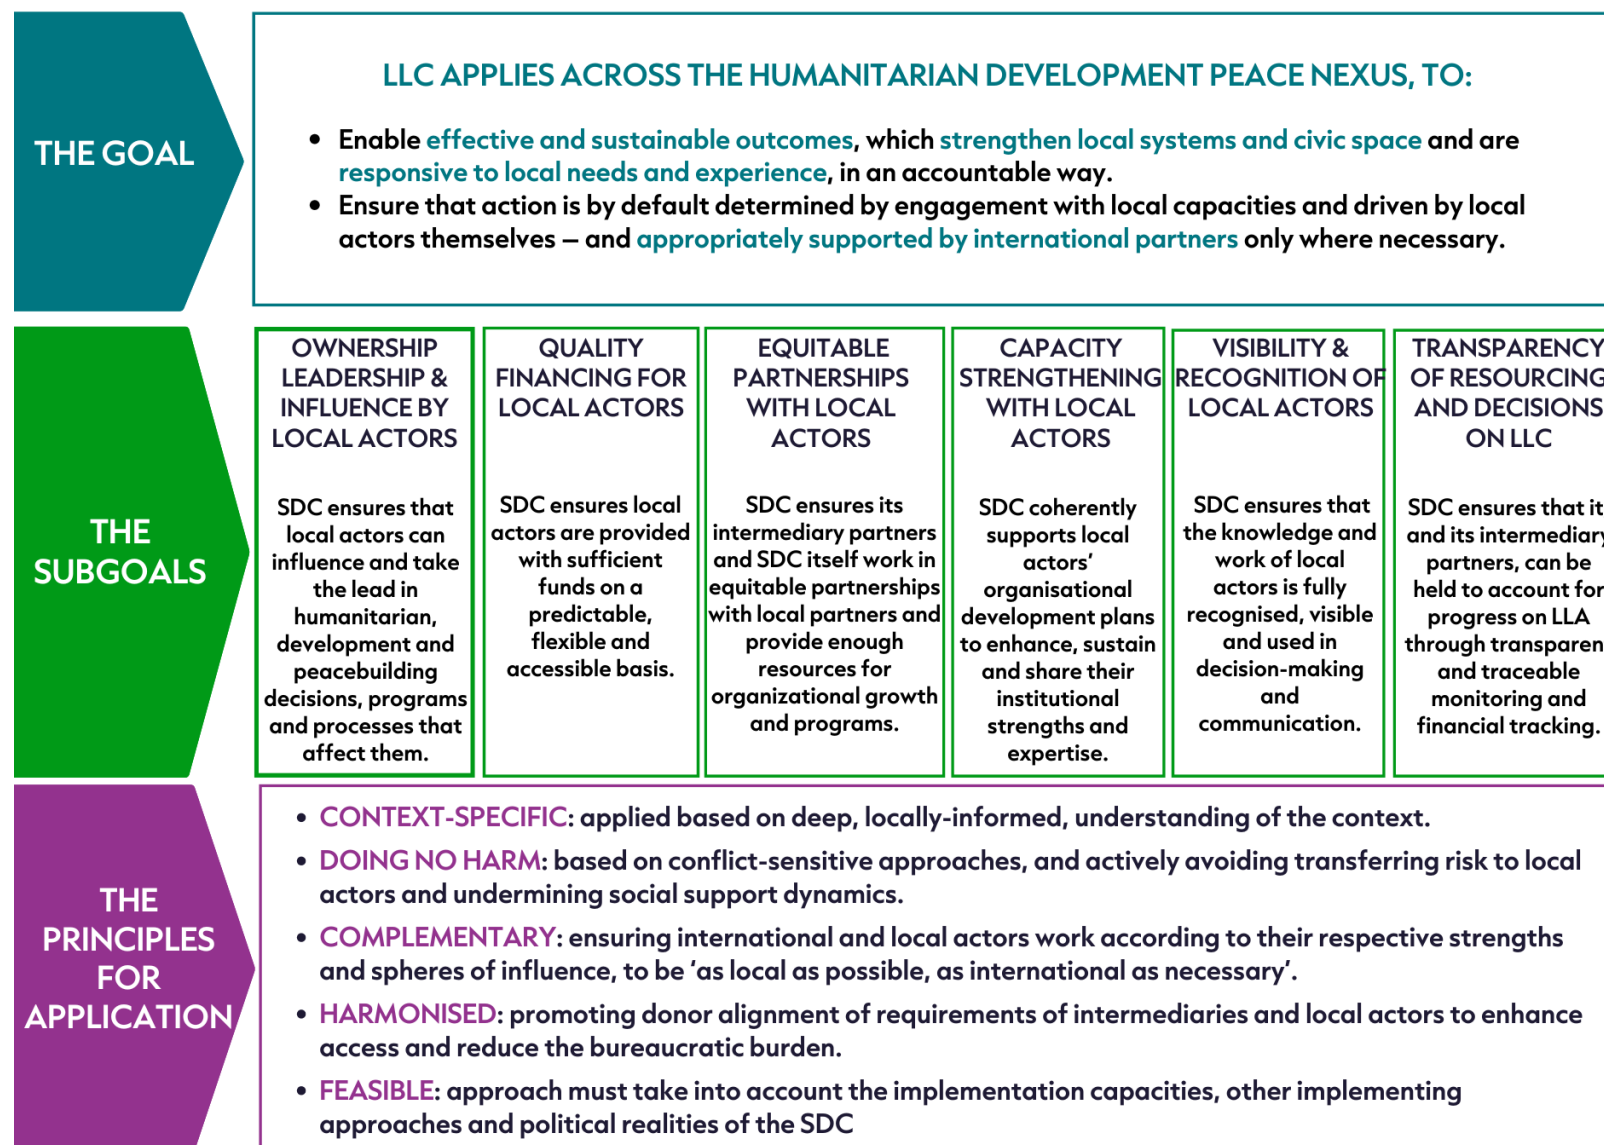 THE GOAL
LLC APPLIES ACROSS THE HUMANITARIAN DEVELOPMENT PEACE NEXUS, TO:
• Enable effective and sustainable outcomes, which strengthen local systems and civic space and are
responsive to local needs and experience, in an accountable way.
• Ensure that action is by default determined by engagement with local capacities and driven by local
actors themselves – and appropriately supported by international partners only where necessary.
THE
SUBGOALS
OWNERSHIP
LEADERSHIP &
INFLUENCE BY
LOCAL ACTORS
SDC ensures that
local actors can
influence and take
the lead in
humanitarian,
development and
peacebuilding
decisions, programs
and processes that
affect them.
QUALITY
FINANCING FOR
LOCAL ACTORS
SDC ensures local
actors are provided
with sufficient
funds on a
predictable,
flexible and
accessible basis.
EQUITABLE
PARTNERSHIPS
WITH LOCAL
ACTORS
SDC ensures its
intermediary partners
and SDC itself work in
equitable partnerships
with local partners and
provide enough
resources for
organizational growth
and programs.
CAPACITY
STRENGTHENING
WITH LOCAL
ACTORS
SDC coherently
supports local
actors’
organisational
development plans
to enhance, sustain
and share their
institutional
strengths and
expertise.
VISIBILITY &
RECOGNITION OF
LOCAL ACTORS
SDC ensures that
the knowledge and
work of local
actors is fully
recognised, visible
and used in
decision-making
and
communication.
TRANSPARENCY
OF RESOURCING
AND DECISIONS
ON LLC
SDC ensures that it
and its intermediary
partners, can be
held to account for
progress on LLA
through transparen
and traceable
monitoring and
financial tracking.
THE
PRINCIPLES
FOR
APPLICATION
• CONTEXT-SPECIFIC: applied based on deep, locally-informed, understanding of the context.
• DOING NO HARM: based on conflict-sensitive approaches, and actively avoiding transferring risk to local
actors and undermining social support dynamics.
• COMPLEMENTARY: ensuring international and local actors work according to their respective strengths
and spheres of influence, to be ‘as local as possible, as international as necessary’.
• HARMONISED: promoting donor alignment of requirements of intermediaries and local actors to enhance
access and reduce the bureaucratic burden.
• FEASIBLE: approach must take into account the implementation capacities, other implementing
approaches and political realities of the SDC